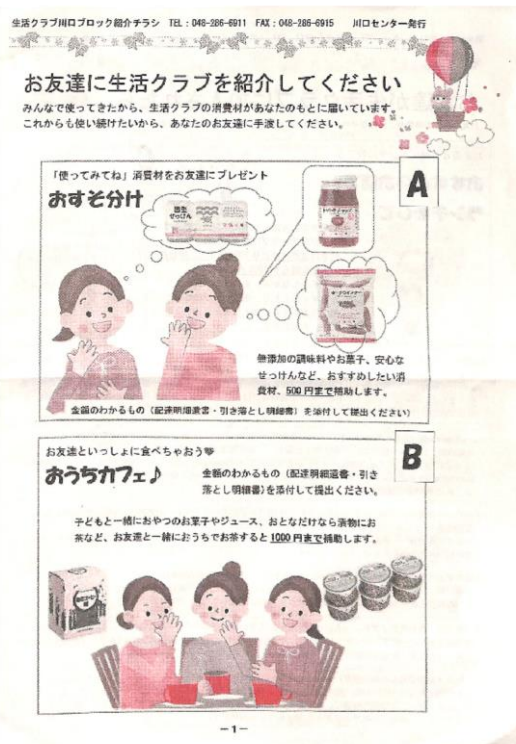 生活クラブ川口ブロック紹介チラシ TEL：048-286-6911 FAX：048-286-6915 川口センター発行
お友達に生活クラブを紹介してください
みんなで使ってきたから、生活クラブの消費材があなたのもとに届いています。
これからも使い続けたいから、あなたのお友達に手渡してください。
A
「使ってみてね」消費材をお友達にプレゼント
おすそ分け
せっけん
無添加の調味料やお菓子、安心な
せっけんなど、おすすめしたい消
費材、500円まで補助します。
金額のわかるもの（配達明細遺書・引き落とし明細書）を添付して提出ください）
B
お友達といっしょに食べちゃおう♥
おうちカフェ♪
金額のわかるもの（配達明細遺書・引き
落とし明細書）を添付して提出ください。
子どもと一緒におやつのお菓子やジュース、おとなだけなら漬物にお
茶など、お友達と一緒におうちでお茶すると1000円まで補助します。
－1－